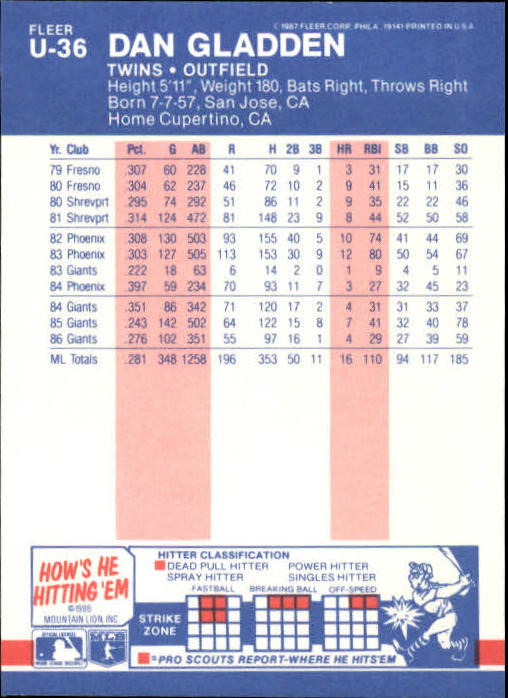 © 1987 FLEER CORP. PHILA. 19141-PRINTED IN U.S.A.
FLEER
U-36 DAN GLADDEN
TWINS • OUTFIELD
Height 5'11", Weight 180, Bats Right, Throws Right
Born 7-7-57, San Jose, CA
Home Cupertino, CA
Yr. Club Pct. G AB R H 2B 3B HR RBI SB BB SO
79 Fresno .307 60 228 41 70 9 1 3 31 17 17 30
80 Fresno .304 62 237 46 72 10 2 9 41 15 11 36
80 Shrevprt .295 74 292 51 86 11 2 9 35 22 22 46
81 Shrevprt .314 124 472 81 148 23 9 8 44 52 50 58
82 Phoenix .308 130 503 93 155 40 5 10 74 41 44 69
83 Phoenix .303 127 505 113 153 30 9 12 80 50 54 67
83 Giants .222 18 63 6 14 2 0 1 9 4 5 11
84 Phoenix .397 59 234 70 93 11 7 3 27 32 45 23
84 Giants .351 86 342 71 120 17 2 4 31 31 33 37
85 Giants .243 142 502 64 122 15 8 7 41 32 40 78
86 Giants .276 102 351 55 97 16 1 4 29 27 39 59
ML Totals .281 348 1258 196 353 50 11 16 110 94 117 185
HOW'S HE
HITTING 'EM
©1986
MOUNTAIN LION, INC.
OFFICIAL LICENSEE
MAJOR LEAGUE BASEBALL
HITTER CLASSIFICATION
DEAD PULL HITTER POWER HITTER
SPRAY HITTER SINGLES HITTER
FASTBALL BREAKING BALL OFF-SPEED
STRIKE
ZONE
=PRO SCOUTS REPORT-WHERE HE HITS'EM